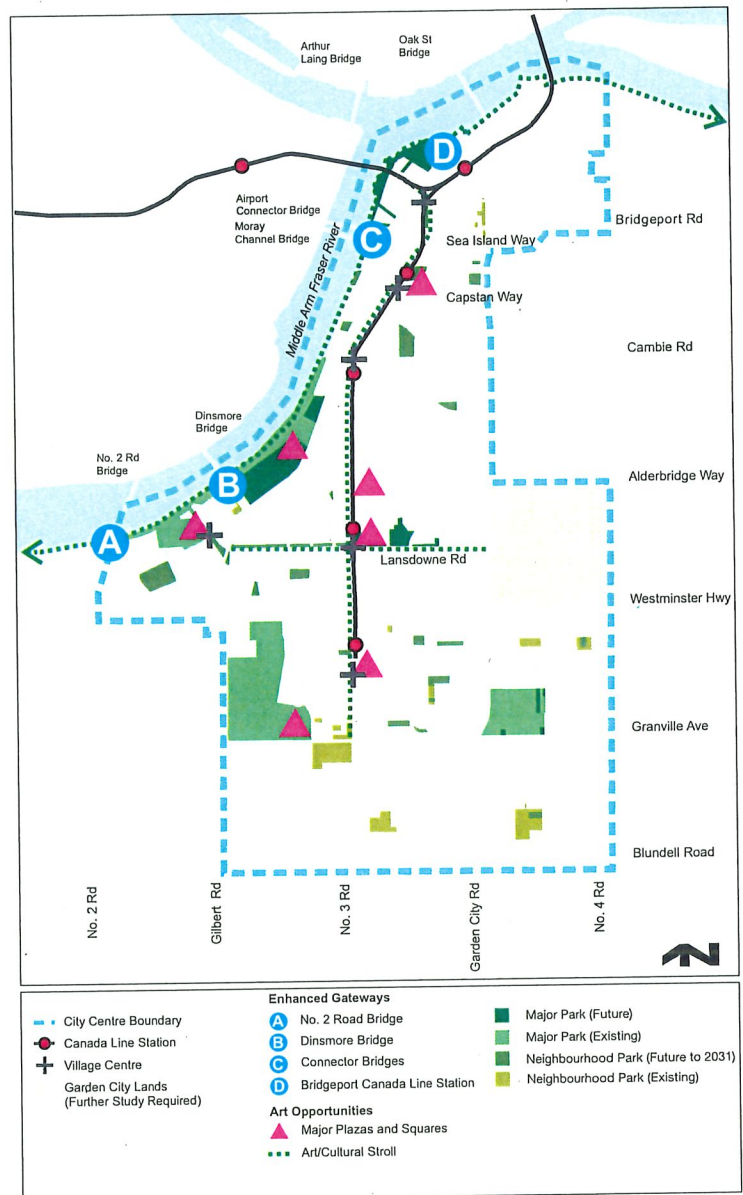 Arthur
Laing Bridge
Oak St
Bridge
D
Airport
Connector Bridge
Moray
Channel Bridge
C
Bridgeport Rd
Sea Island Way
Capstan Way
Middle Arm Fraser River
Cambie Rd
Dinsmore
Bridge
No. 2 Rd
Bridge
B
Alderbridge Way
A
Lansdowne Rd
Westminster Hwy
Granville Ave
Blundell Road
No. 2 Rd
Gilbert Rd
No. 3 Rd
Garden City Rd
No. 4 Rd
City Centre Boundary
Canada Line Station
Village Centre
Garden City Lands
(Further Study Required)
Enhanced Gateways
A No. 2 Road Bridge
B Dinsmore Bridge
C Connector Bridges
D Bridgeport Canada Line Station
Art Opportunities
Major Plazas and Squares
Art/Cultural Stroll
Major Park (Future)
Major Park (Existing)
Neighbourhood Park (Future to 2031)
Neighbourhood Park (Existing)